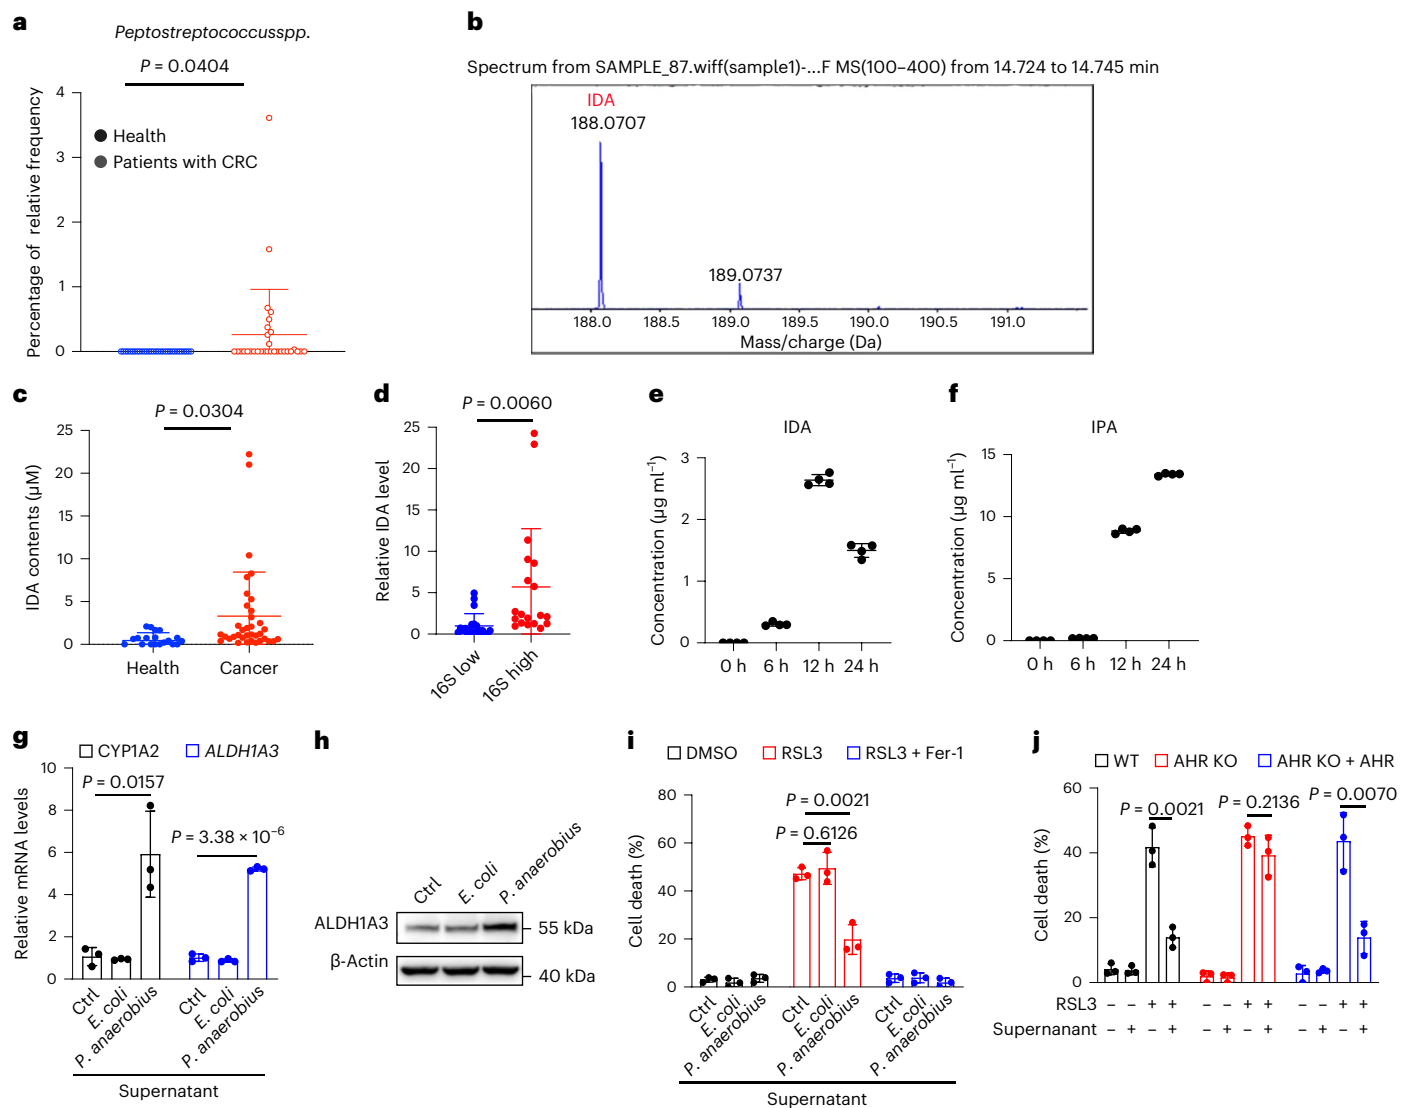 a
Peptostreptococcusspp.
P = 0.0404
Percentage of relative frequency
4
3
2
1
0
Health
Patients with CRC
b
Spectrum from SAMPLE_87.wiff(sample1)-...F MS(100–400) from 14.724 to 14.745 min
IDA
188.0707
189.0737
188.0 188.5 189.0 189.5 190.0 190.5 191.0
Mass/charge (Da)
c
P = 0.0304
IDA contents (µM)
25
20
15
10
5
0
Health Cancer
d
P = 0.0060
Relative IDA level
25
20
15
10
5
0
16S low 16S high
e
IDA
Concentration (µg ml⁻¹)
3
2
1
0
0 h 6 h 12 h 24 h
f
IPA
Concentration (µg ml⁻¹)
15
10
5
0
0 h 6 h 12 h 24 h
g
CYP1A2 ALDH1A3
P = 0.0157
P = 3.38 × 10⁻⁶
Relative mRNA levels
10
8
6
4
2
0
Ctrl E. coli P. anaerobius Ctrl E. coli P. anaerobius
Supernatant
h
Ctrl E. coli P. anaerobius
ALDH1A3 55 kDa
β-Actin 40 kDa
i
DMSO RSL3 RSL3 + Fer-1
P = 0.0021
P = 0.6126
Cell death (%)
80
60
40
20
0
Ctrl E. coli P. anaerobius Ctrl E. coli P. anaerobius Ctrl E. coli P. anaerobius
Supernatant
j
WT AHR KO AHR KO + AHR
P = 0.0021 P = 0.2136 P = 0.0070
Cell death (%)
60
40
20
0
RSL3 – – + + – – + + – – + +
Supernanant – + – + – + – + – + – +